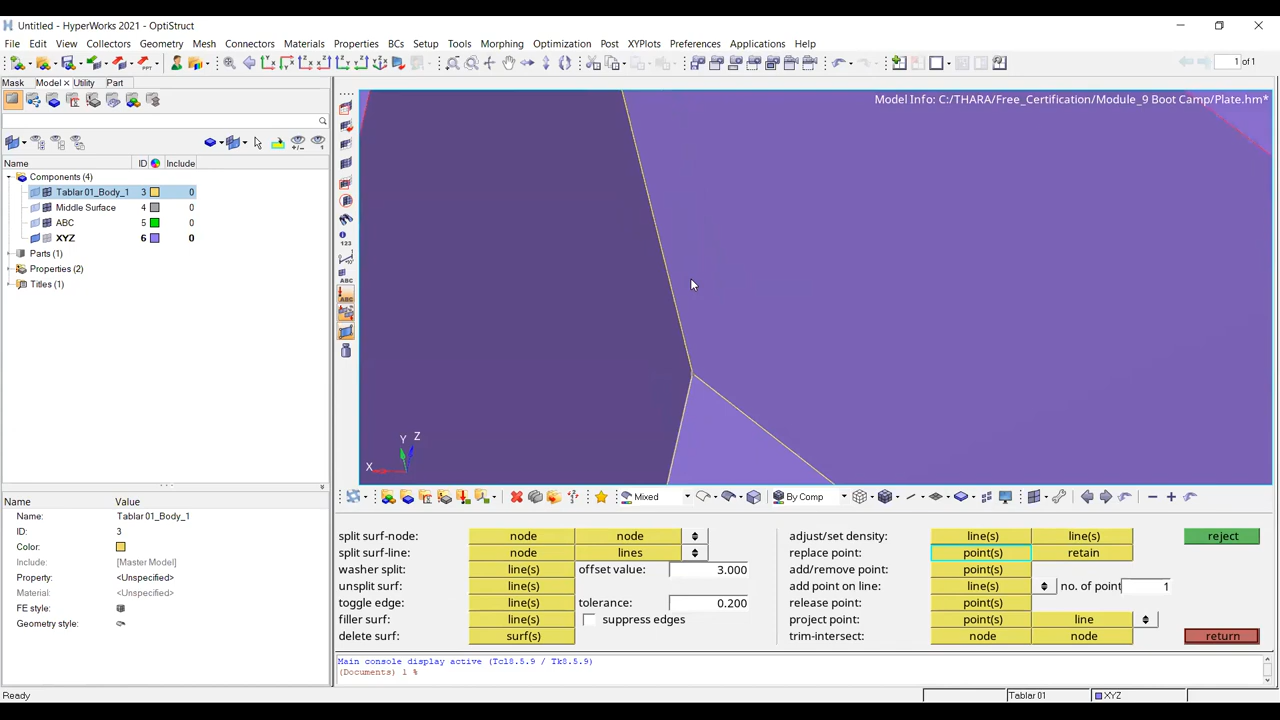 Untitled - HyperWorks 2021 - OptiStruct
File Edit View Collectors Geometry Mesh Connectors Materials Properties BCs Setup Tools Morphing Optimization Post XYPlots Preferences Applications Help
1 of 1
Mask Model Utility Part
Model Info: C:/THARA/Free_Certification/Module_9 Boot Camp/Plate.hm*
Name ID Include
Components (4)
Tablar 01_Body_1 3 0
Middle Surface 4 0
ABC 5 0
XYZ 6 0
Parts (1)
Properties (2)
Titles (1)
123
ABC
ABC
Y Z
X
Name Value
Name: Tablar 01_Body_1
ID: 3
Color:
Include: [Master Model]
Property: <Unspecified>
Material: <Unspecified>
FE style:
Geometry style:
Mixed By Comp
split surf-node: node node adjust/set density: line(s) line(s) reject
split surf-line: node lines replace point: point(s) retain
washer split: line(s) offset value: 3.000 add/remove point: point(s)
unsplit surf: line(s) add point on line: line(s) no. of point 1
toggle edge: line(s) tolerance: 0.200 release point: point(s)
filler surf: line(s) suppress edges project point: point(s) line
delete surf: surf(s) trim-intersect: node node return
Main console display active (Tcl8.5.9 / Tk8.5.9)
(Documents) 1 %
Ready Tablar 01 XYZ